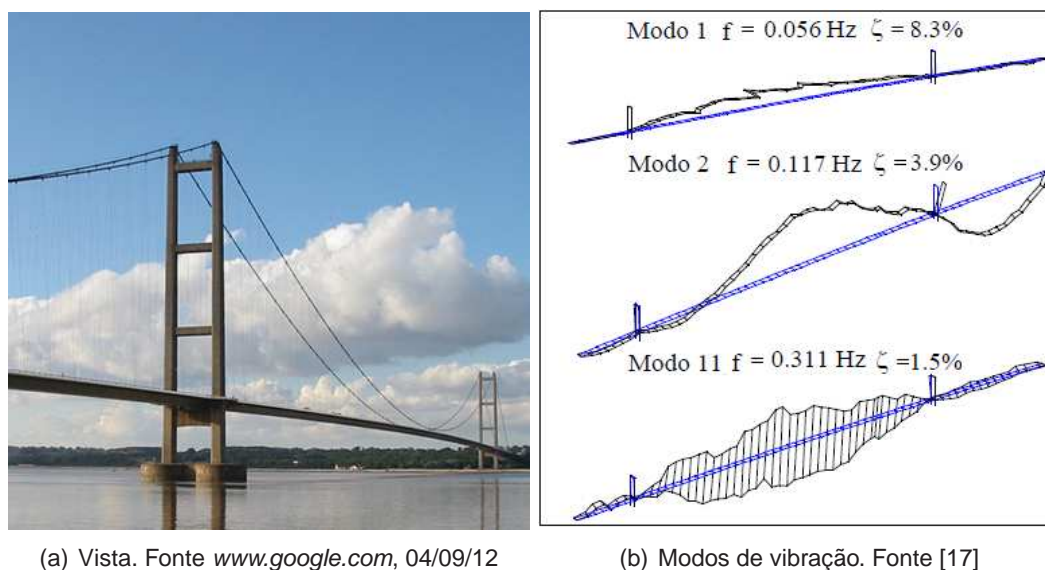 Modo 1 f = 0.056 Hz ζ = 8.3%
Modo 2 f = 0.117 Hz ζ = 3.9%
Modo 11 f = 0.311 Hz ζ =1.5%
(a) Vista. Fonte www.google.com, 04/09/12
(b) Modos de vibração. Fonte [17]